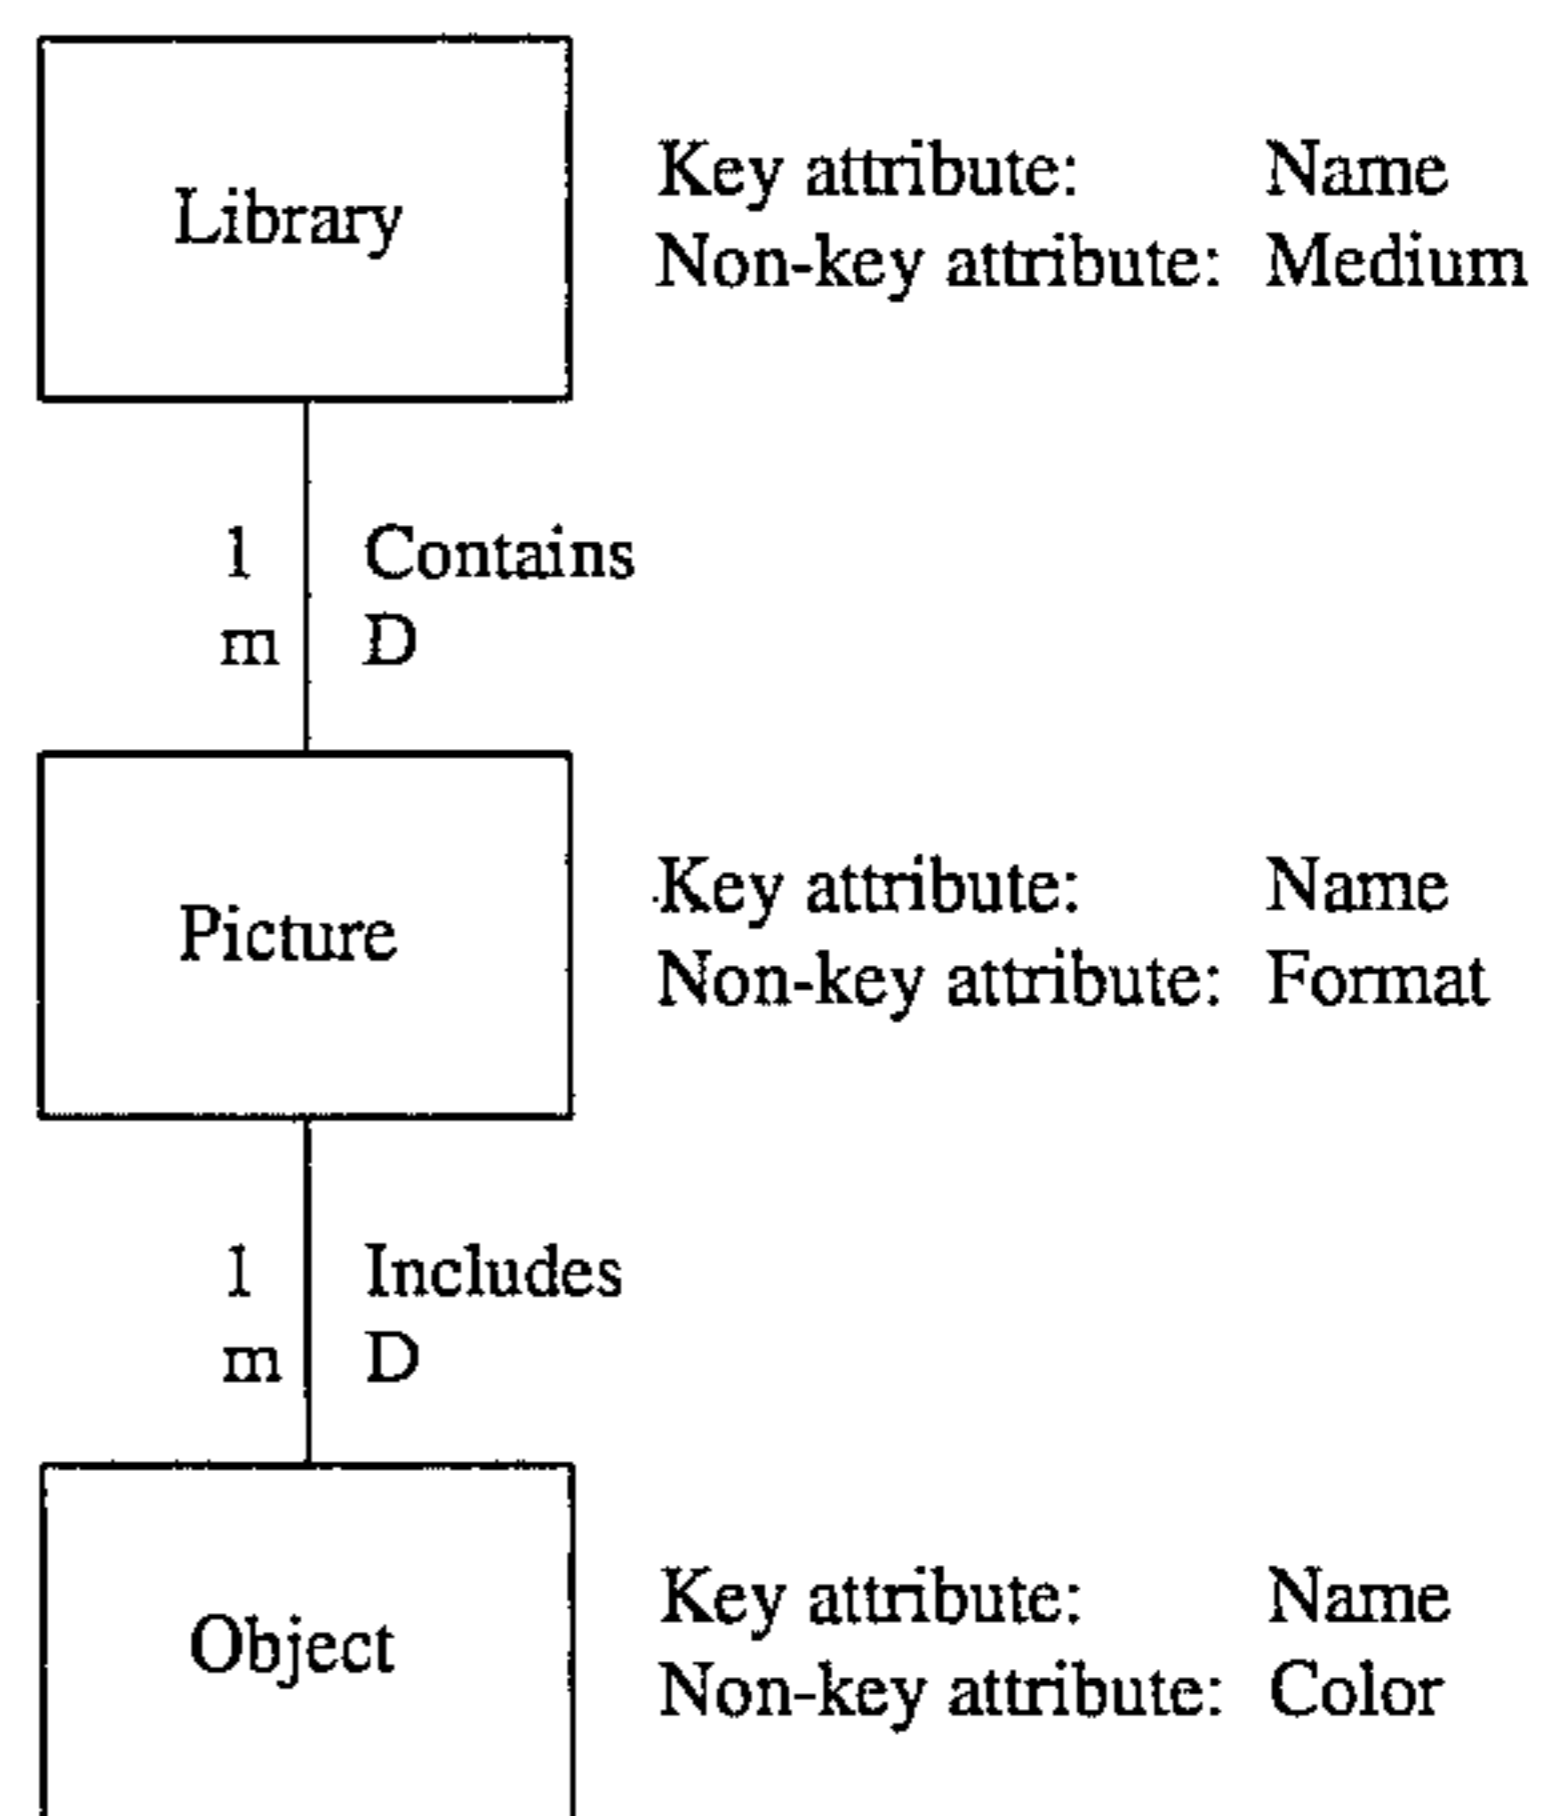 Library
Key attribute: Name
Non-key attribute: Medium
1 Contains
m D
Picture
Key attribute: Name
Non-key attribute: Format
1 Includes
m D
Object
Key attribute: Name
Non-key attribute: Color